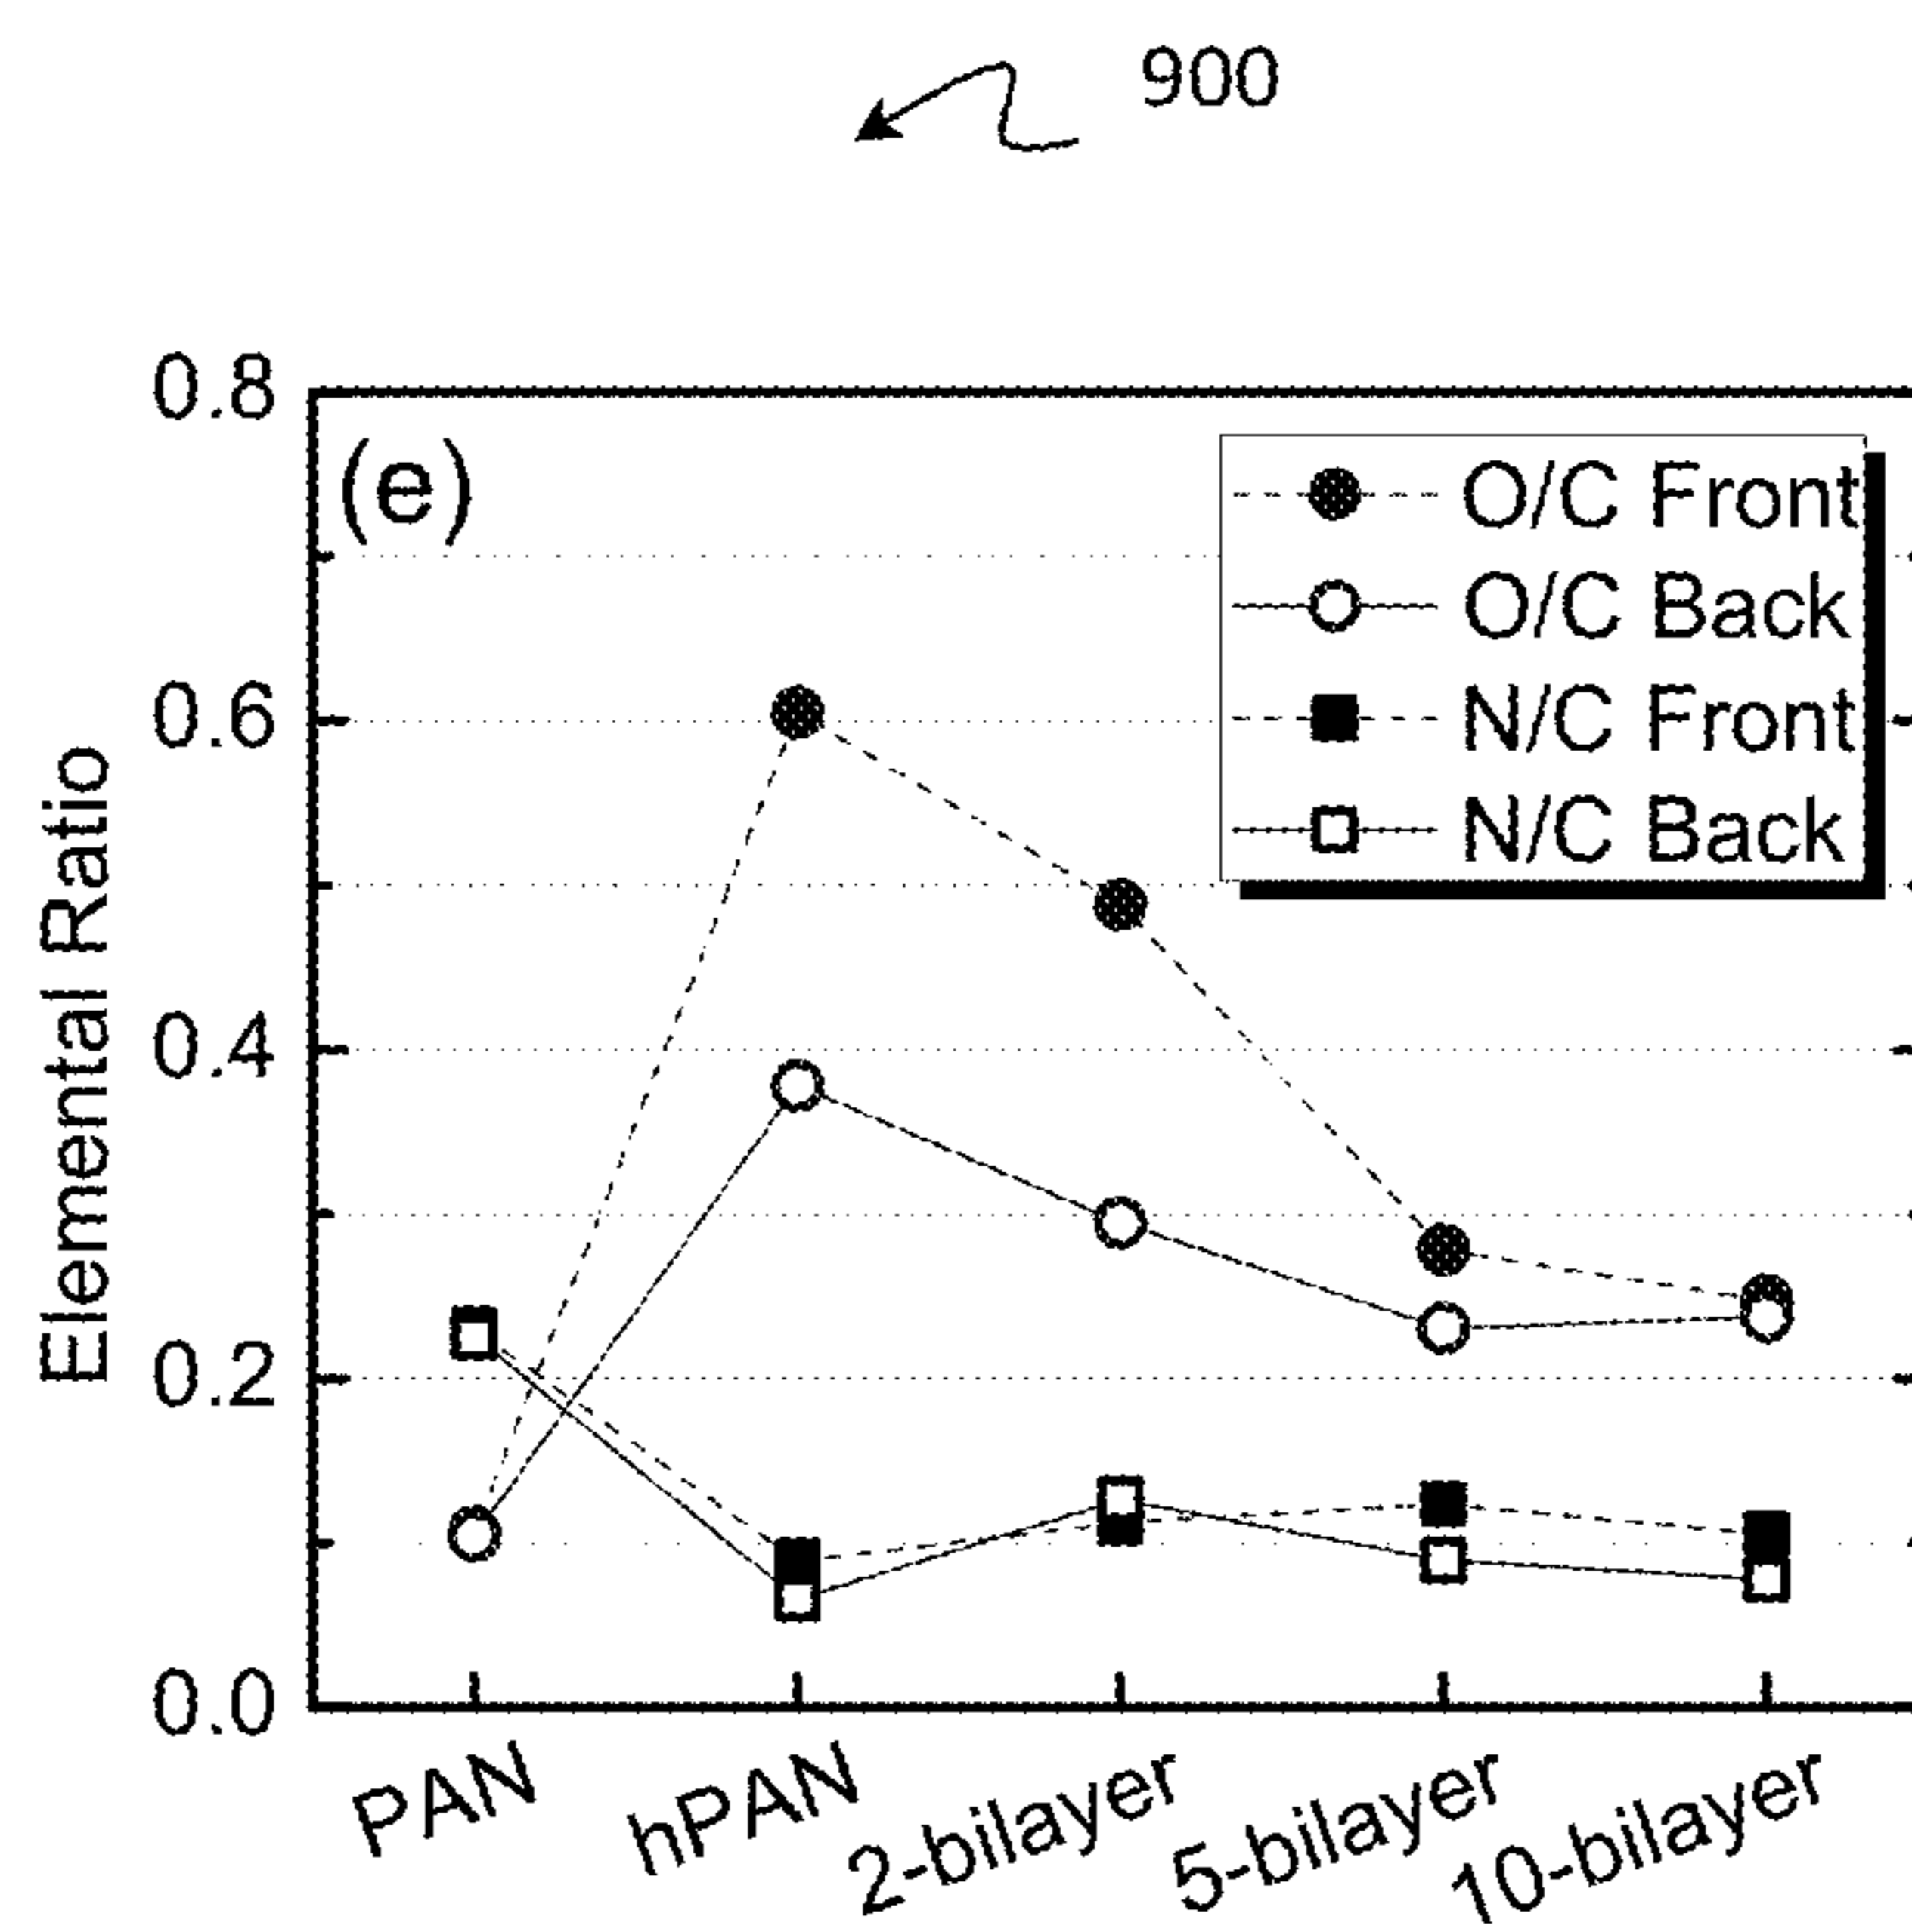 900
0.8
(e)
O/C Front
O/C Back
N/C Front
N/C Back
0.6
0.4
0.2
0.0
Elemental Ratio
PAN
hPAN
2-bilayer
5-bilayer
10-bilayer